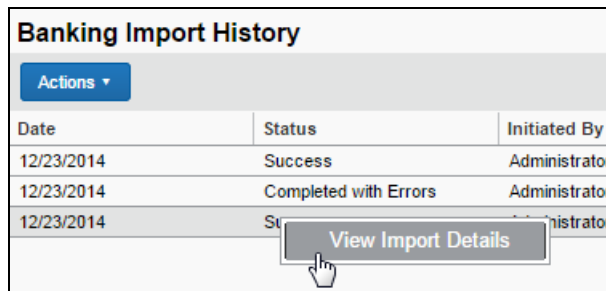 Banking Import History
Actions
Date Status Initiated By
12/23/2014 Success
12/23/2014 Completed with Errors
12/23/2014
View Import Details